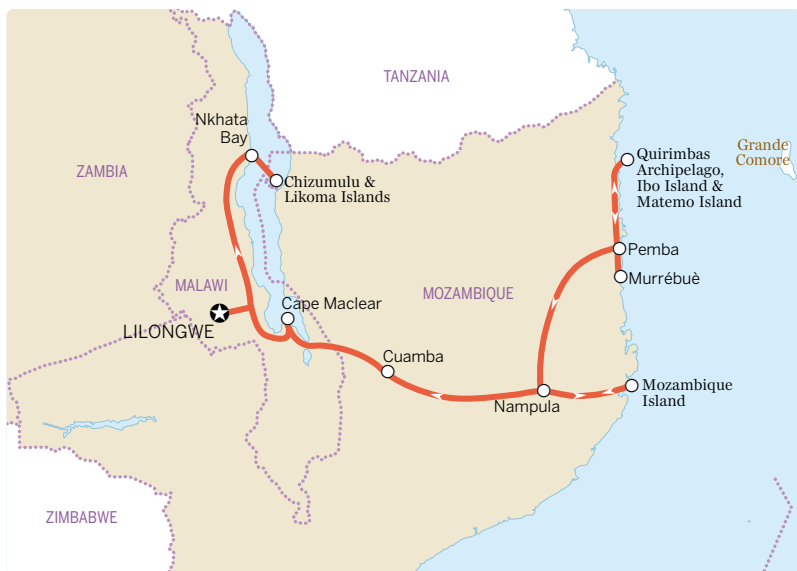 TANZANIA
Nkhata
Bay
ZAMBIA
Chizumulu &
Likoma Islands
Quirimbas
Archipelago,
Ibo Island &
Matemo Island
Grande
Comore
Pemba
Murrébuè
MALAWI
MOZAMBIQUE
Cape Maclear
LILONGWE
Cuamba
Nampula
Mozambique
Island
ZIMBABWE